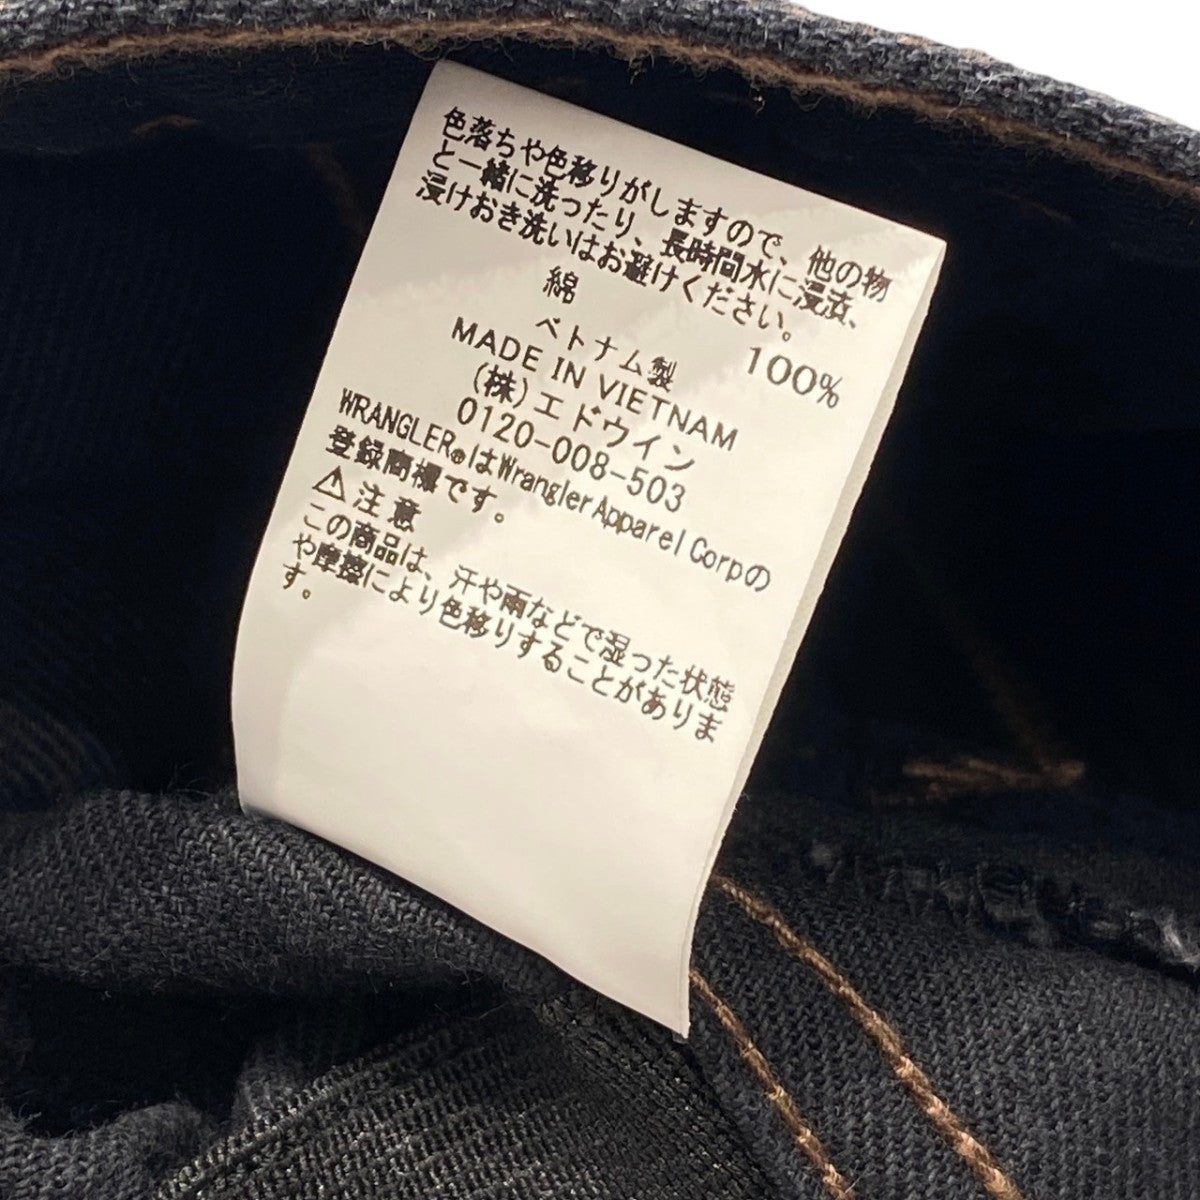 色落ちや色移りがしますので、他の物
と一緒に洗ったり、長時間水に浸漬、
浸けおき洗いはお避けください。
綿 100%
ベトナム製
MADE IN VIETNAM
(株)エドウイン
0120-008-503
WRANGLER®はWrangler Apparel Corpの
登録商標です。
⚠注意
この商品は、汗や雨などで湿った状態
や摩擦により色移りすることがありま
す。